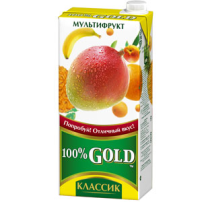 МУЛЬТИФРУКТ
Попробуй! Отличный вкус!
100% GOLD
КЛАССИК